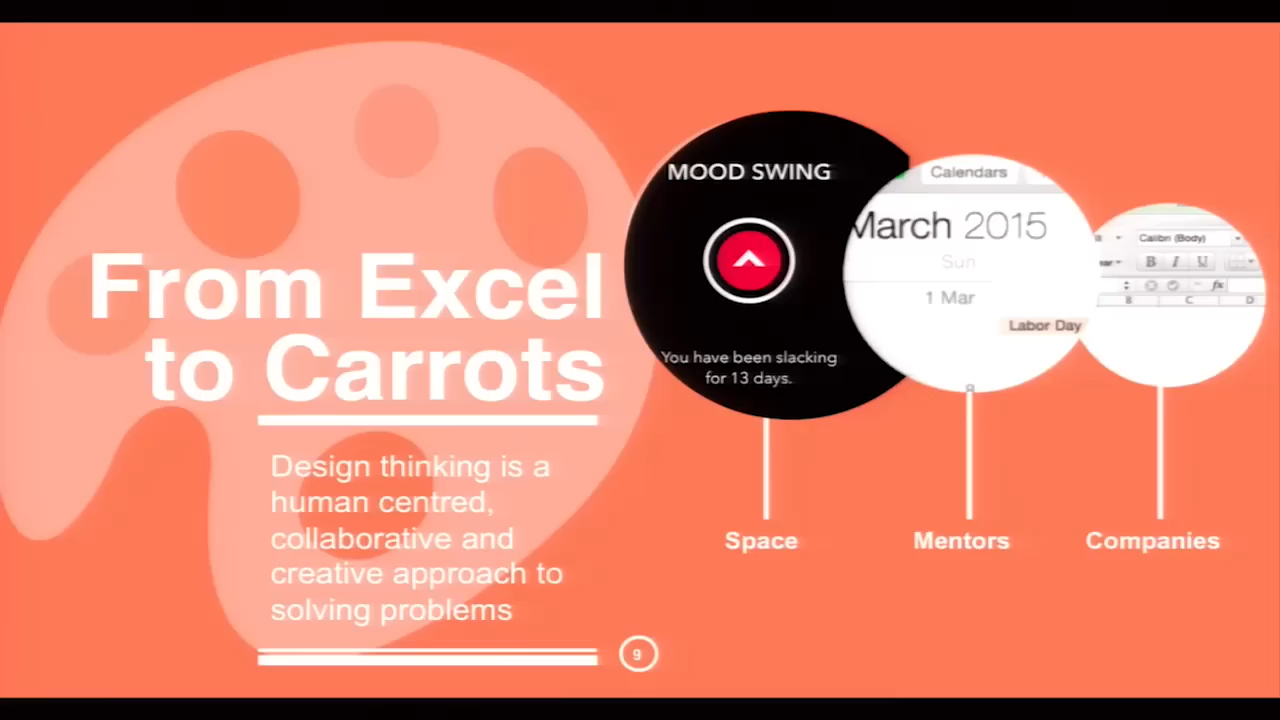 From Excel
to Carrots
Design thinking is a
human centred,
collaborative and
creative approach to
solving problems
9
MOOD SWING
You have been slacking
for 13 days.
Calendars
March 2015
Sun
1 Mar
Labor Day
Calibri (Body)
B I U
fx
B C D
Space
Mentors
Companies